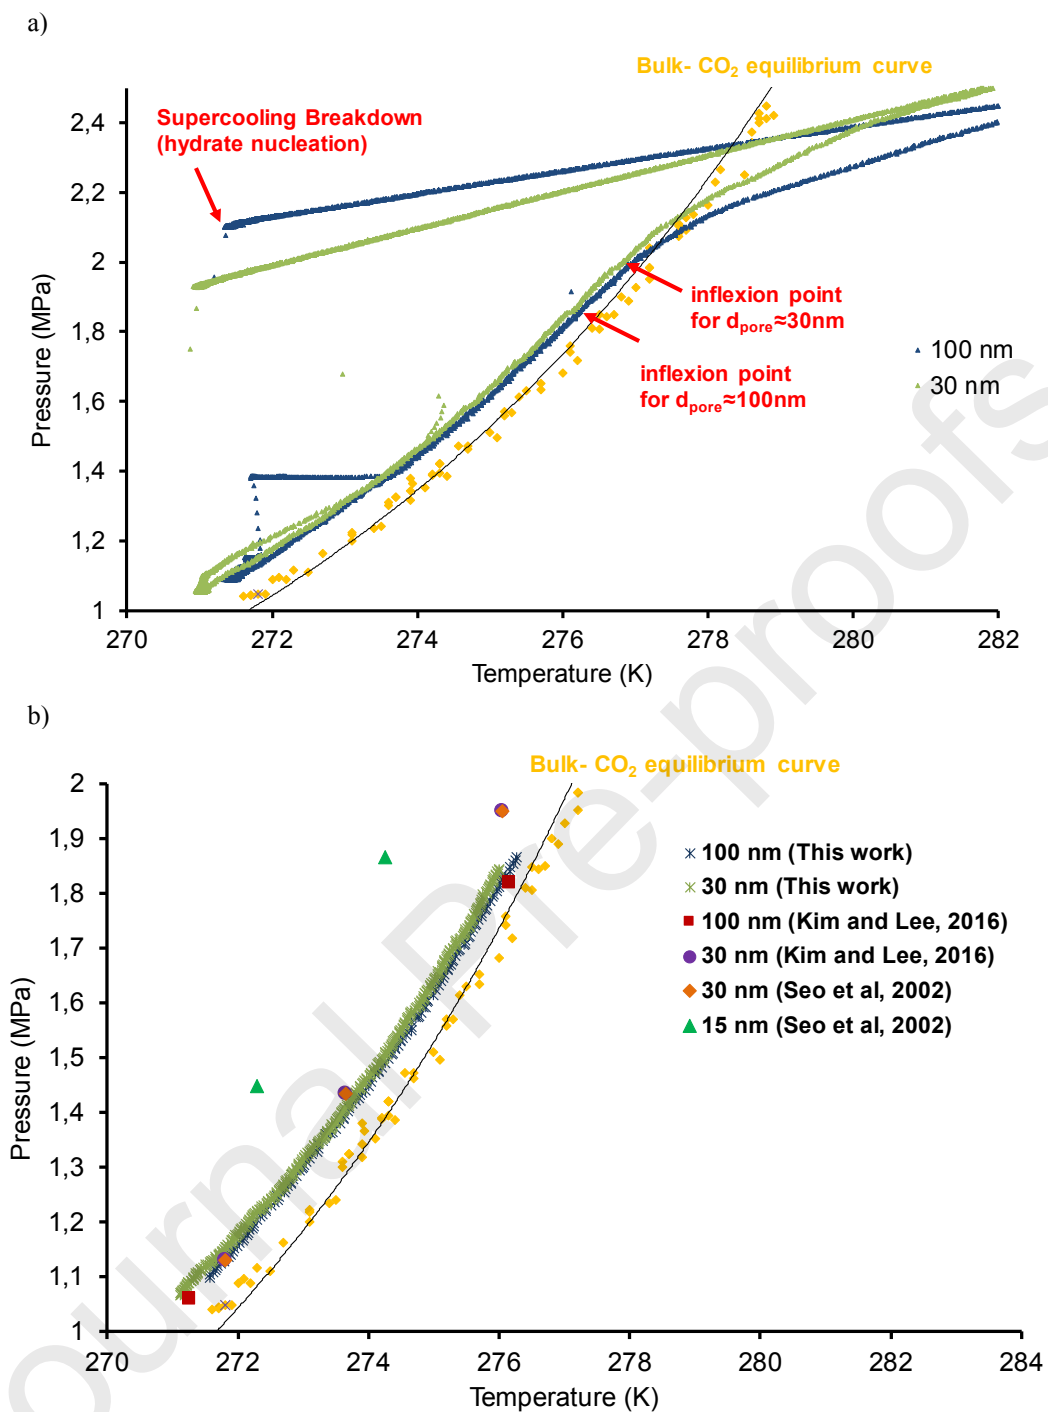 a)
Bulk- CO₂ equilibrium curve
Supercooling Breakdown
(hydrate nucleation)
inflexion point
for dpore≈30nm
inflexion point
for dpore≈100nm
100 nm
30 nm
Pressure (MPa)
2,4
2,2
2
1,8
1,6
1,4
1,2
1
270 272 274 276 278 280 282
Temperature (K)
b)
Bulk- CO₂ equilibrium curve
100 nm (This work)
30 nm (This work)
100 nm (Kim and Lee, 2016)
30 nm (Kim and Lee, 2016)
30 nm (Seo et al, 2002)
15 nm (Seo et al, 2002)
Pressure (MPa)
2
1,9
1,8
1,7
1,6
1,5
1,4
1,3
1,2
1,1
1
270 272 274 276 278 280 282 284
Temperature (K)
ournal Pre-proofs